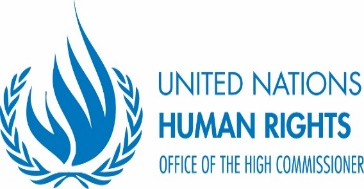 UNITED NATIONS
HUMAN RIGHTS
OFFICE OF THE HIGH COMMISSIONER